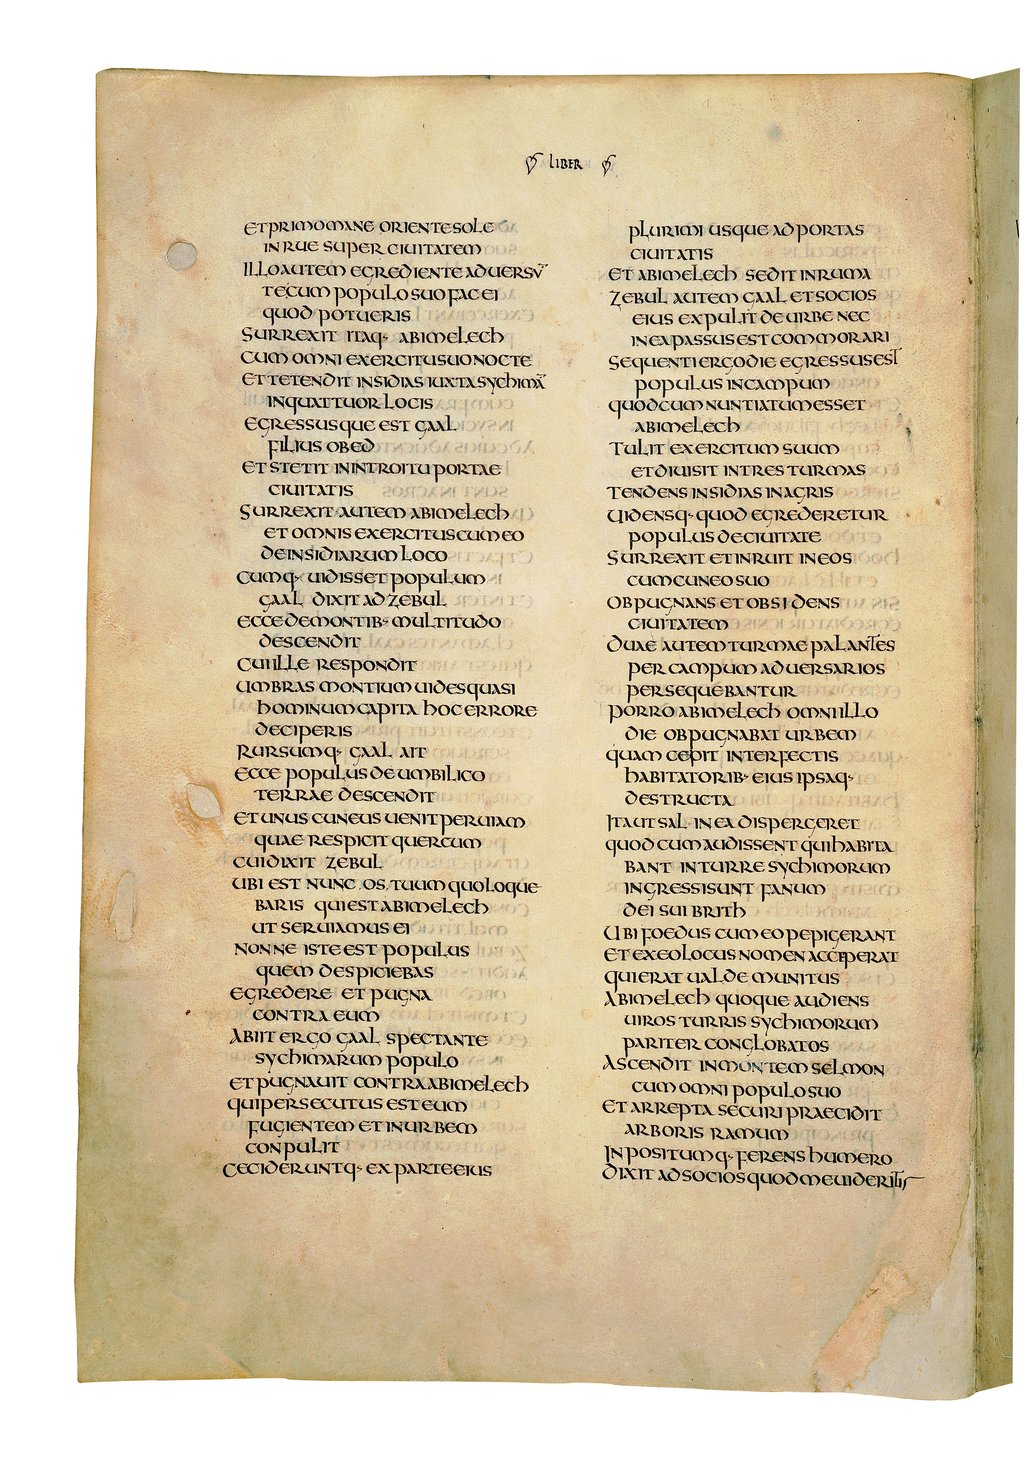 LIBER
ET PRIMO MANE ORIENTE SOLE
INRUE SUPER CIUITATEM
ILLO AUTEM EGREDIENTE ADUERSV̄
TECUM POPULO SUO FAC EI
QUOD POTUERIS
SURREXIT ITAQ· ABIMELECH
CUM OMNI EXERCITU SUO NOCTE
ET TETENDIT INSIDIAS IUXTA SYCHIMĀ
IN QUATTUOR LOCIS
EGRESSUSQUE EST GAAL
FILIUS OBED
ET STETIT IN INTROITU PORTAE
CIUITATIS
SURREXIT AUTEM ABIMELECH
ET OMNIS EXERCITUS CUM EO
DE INSIDIARUM LOCO
CUMQ· UIDISSET POPULUM
GAAL DIXIT AD ZEBUL
ECCE DE MONTIB· MULTITUDO
DESCENDIT
CUI ILLE RESPONDIT
UMBRAS MONTIUM UIDES QUASI
HOMINUM CAPITA HOC ERRORE
DECIPERIS
RURSUMQ· GAAL AIT
ECCE POPULUS DE UMBILICO
TERRAE DESCENDIT
ET UNUS CUNEUS UENIT PER UIAM
QUAE RESPICIT QUERCUM
CUI DIXIT ZEBUL
UBI EST NUNC OS TUUM QUO LOQUE
BARIS QUI EST ABIMELECH
UT SERUIAMUS EI
NONNE ISTE EST POPULUS
QUEM DESPICIEBAS
EGREDERE ET PUGNA
CONTRA EUM
ABIIT ERGO GAAL SPECTANTE
SYCHIMARUM POPULO
ET PUGNAUIT CONTRA ABIMELECH
QUI PERSECUTUS EST EUM
FUGIENTEM ET IN URBEM
CONPULIT
CECIDERUNTQ· EX PARTE EIUS
PLURIMI USQUE AD PORTAS
CIUITATIS
ET ABIMELECH SEDIT IN RUMA
ZEBUL AUTEM GAAL ET SOCIOS
EIUS EXPULIT DE URBE NEC
IN EA PASSUS EST COMMORARI
SEQUENTI ERGO DIE EGRESSUS EST
POPULUS IN CAMPUM
QUOD CUM NUNTIATUM ESSET
ABIMELECH
TULIT EXERCITUM SUUM
ET DIUISIT IN TRES TURMAS
TENDENS INSIDIAS IN AGRIS
UIDENSQ· QUOD EGREDERETUR
POPULUS DE CIUITATE
SURREXIT ET INRUIT IN EOS
CUM CUNEO SUO
OBPUGNANS ET OBSIDENS
CIUITATEM
DUAE AUTEM TURMAE PALANTES
PER CAMPUM ADUERSARIOS
PERSEQUEBANTUR
PORRO ABIMELECH OMNI ILLO
DIE OBPUGNABAT URBEM
QUAM CEPIT INTERFECTIS
HABITATORIB· EIUS IPSAQ·
DESTRUCTA
ITA UT SAL IN EA DISPERGERET
QUOD CUM AUDISSENT QUI HABITA
BANT IN TURRE SYCHIMORUM
INGRESSI SUNT FANUM
DEI SUI BRITH
UBI FOEDUS CUM EO PEPIGERANT
ET EX EO LOCUS NOMEN ACCEPERAT
QUI ERAT UALDE MUNITUS
ABIMELECH QUOQUE AUDIENS
UIROS TURRIS SYCHIMORUM
PARITER CONGLOBATOS
ASCENDIT IN MONTEM SELMON
CUM OMNI POPULO SUO
ET ARREPTA SECURI PRAECIDIT
ARBORIS RAMUM
INPOSITUMQ· FERENS HUMERO
DIXIT AD SOCIOS QUOD ME UIDERITIS